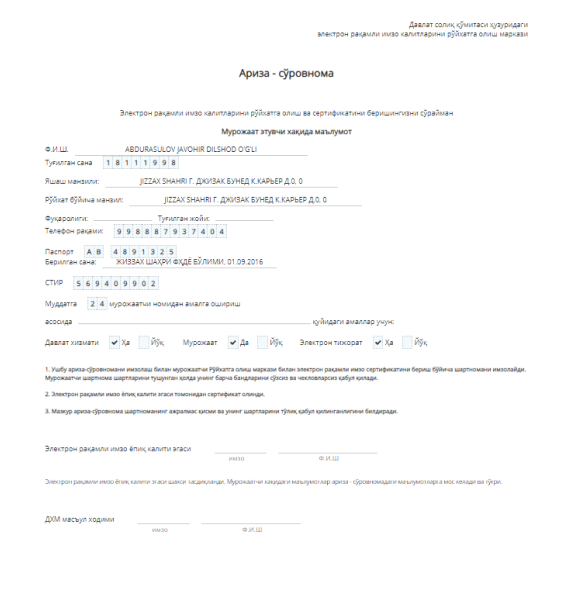 Давлат солиқ қўмитаси ҳузуридаги
электрон рақамли имзо калитларини рўйхатга олиш маркази
Ариза - сўровнома
Электрон рақамли имзо калитларини рўйхатга олиш ва сертификатини беришингизни сўрайман
Мурожаат этувчи хақида маълумот
Ф.И.Ш. ABDURASULOV JAVOHIR DILSHOD O'G'LI
Туғилган сана 1 8 1 1 1 9 9 8
Яшаш манзили: JIZZAX SHAHRI Г. ДЖИЗАК БУНЕД К.КАРЬЕР Д.0, 0
Рўйхат бўйича манзил: JIZZAX SHAHRI Г. ДЖИЗАК БУНЕД К.КАРЬЕР Д.0, 0
Фуқаролиги: Туғилган жойи:
Телефон рақами: 9 9 8 8 8 7 9 3 7 4 0 4
Паспорт A B 4 8 9 1 3 2 5
Берилган сана: ЖИЗЗАХ ШАҲРИ ФҲДЁ БЎЛИМИ, 01.09.2016
СТИР 5 6 9 4 0 9 9 0 2
Муддатга 2 4 мурожаатчи номидан амалга ошириш
асосида қуйидаги амаллар учун:
Давлат хизмати ✔ Ҳа Йўқ Мурожаат ✔ Да Йўқ Электрон тижорат ✔ Ҳа Йўқ
1. Ушбу ариза-сўровномани имзолаш билан мурожаатчи Рўйхатга олиш маркази билан электрон рақамли имзо сертификатини бериш бўйича шартномани имзолайди.
Мурожаатчи шартнома шартларини тушунган ҳолда унинг барча бандларини сўзсиз ва чекловларсиз қабул қилади.
2. Электрон рақамли имзо ёпиқ калити эгаси томонидан сертификат олинди.
3. Мазкур ариза-сўровнома шартноманинг ажралмас қисми ва унинг шартларини тўлиқ қабул қилинганлигини билдиради.
Электрон рақамли имзо ёпиқ калити эгаси
имзо Ф.И.Ш
Электрон рақамли имзо ёпиқ калити эгаси шахси тасдиқланди. Мурожаатчи хақидаги маълумотлар ариза - сўровномадаги маълумотларга мос келади ва тўғри.
ДХМ масъул ходими
имзо Ф.И.Ш